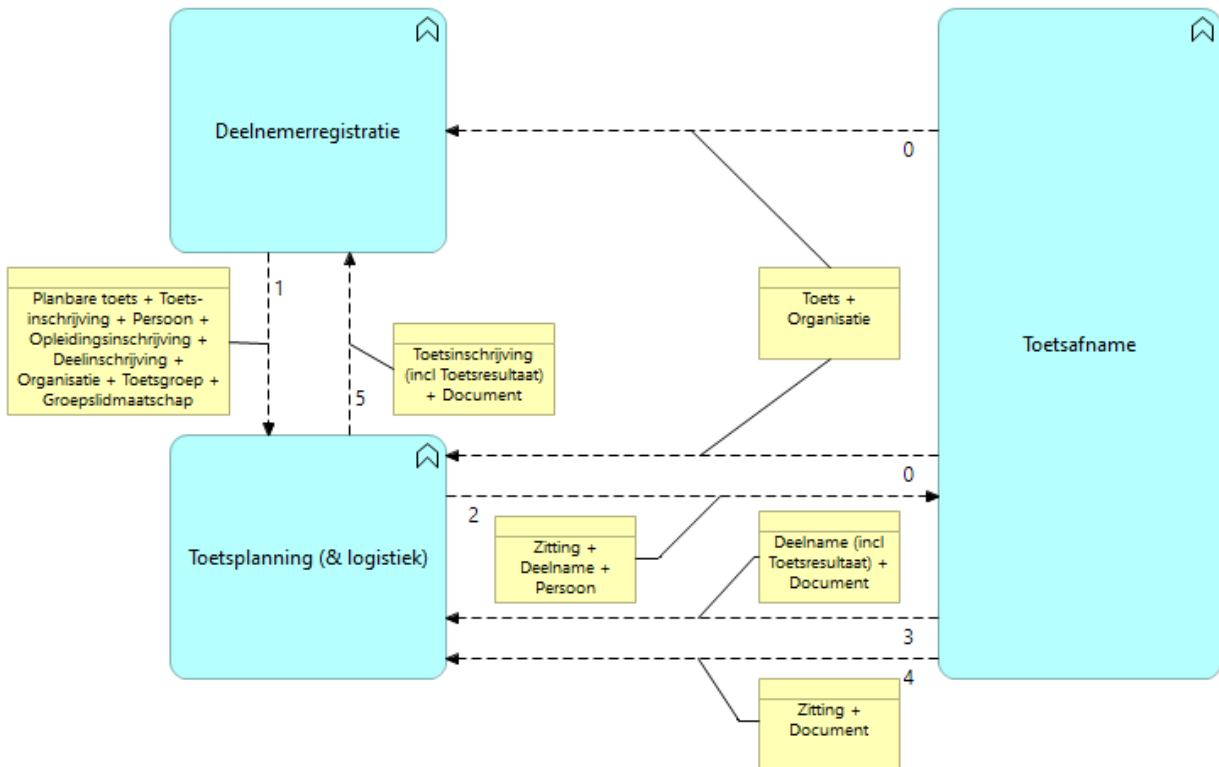 Deelnemerregistratie
0
1
Planbare toets + Toets-
inschrijving + Persoon +
Opleidingsinschrijving +
Deelinschrijving +
Organisatie + Toetsgroep +
Groepslidmaatschap
Toetsinschrijving
(incl Toetsresultaat)
+ Document
5
Toets +
Organisatie
Toetsafname
0
Toetsplanning (& logistiek)
2
Zitting +
Deelname +
Persoon
Deelname (incl
Toetsresultaat) +
Document
3
4
Zitting +
Document